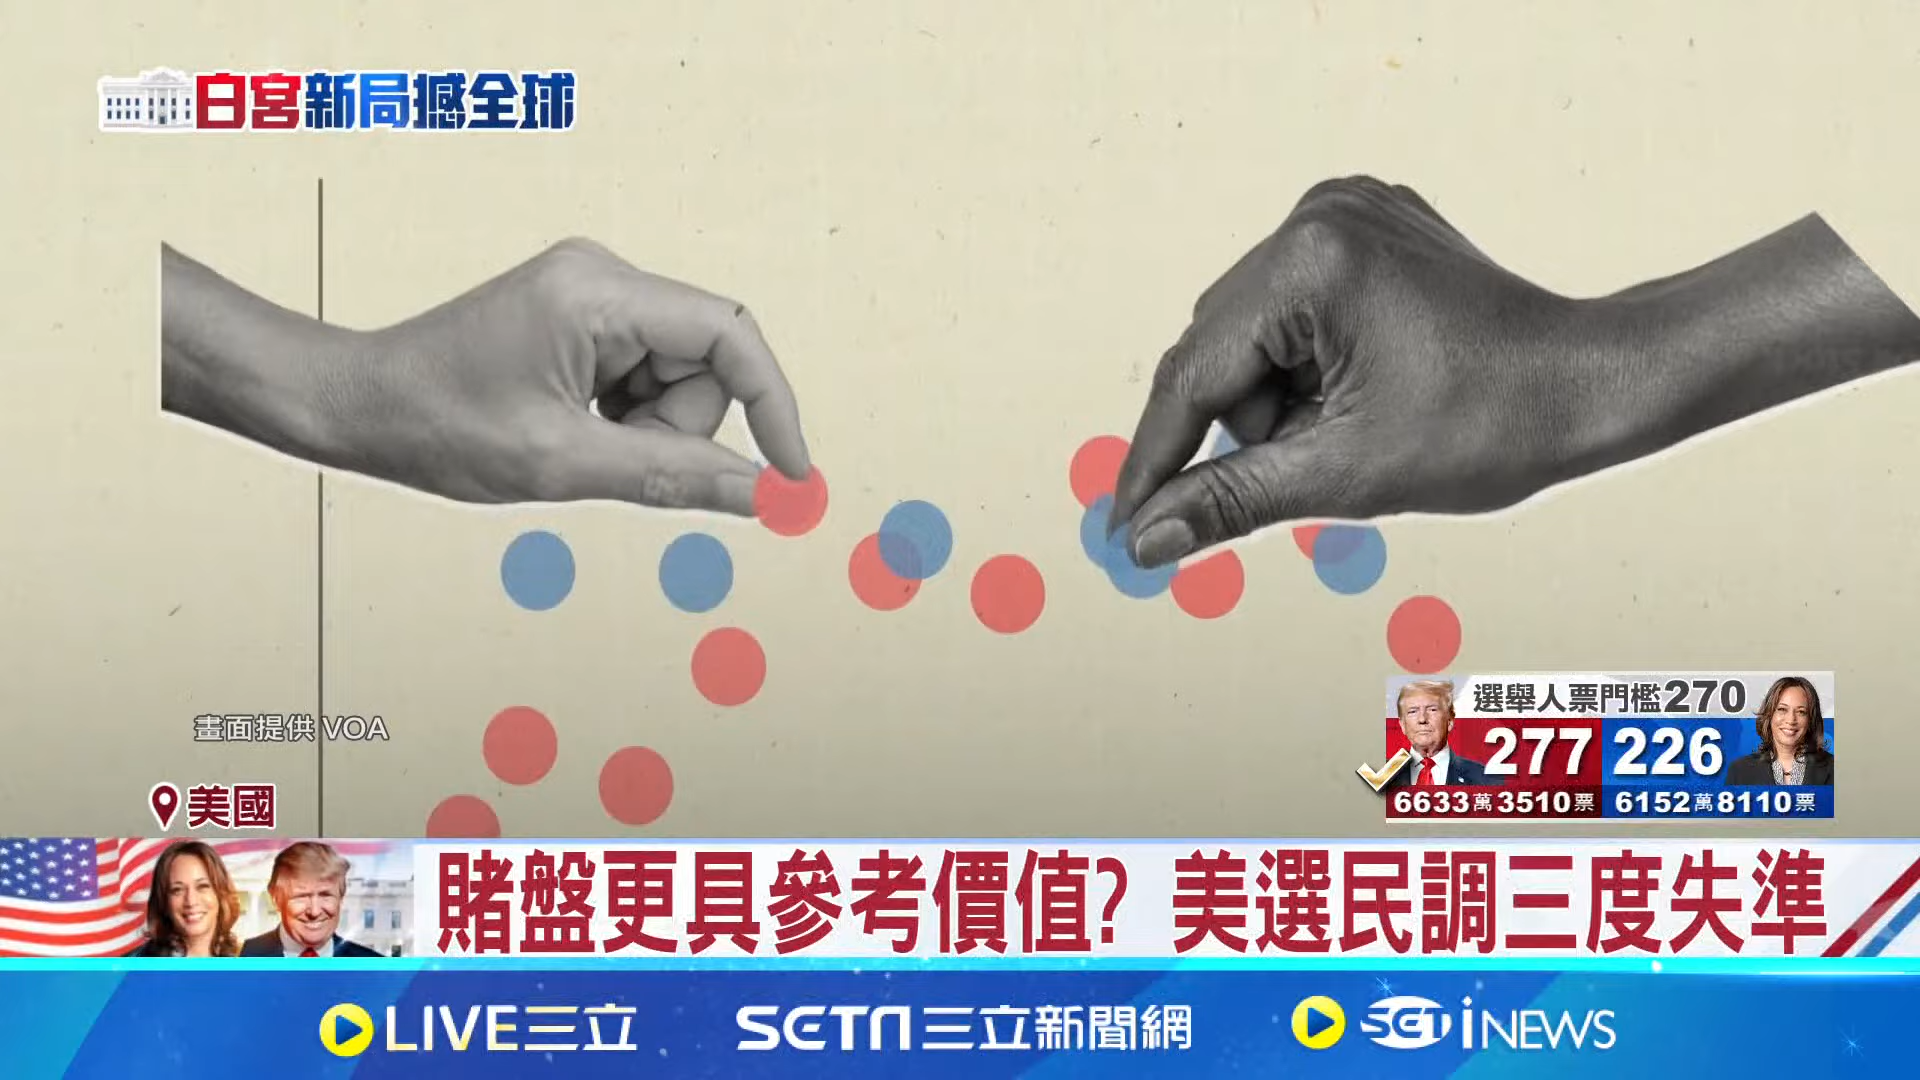 白宮新局撼全球
選舉人票門檻270
277 226
6633萬3510票 6152萬8110票
畫面提供 VOA
美國
賭盤更具參考價值? 美選民調三度失準
LIVE三立 SETN三立新聞網 SETiNEWS